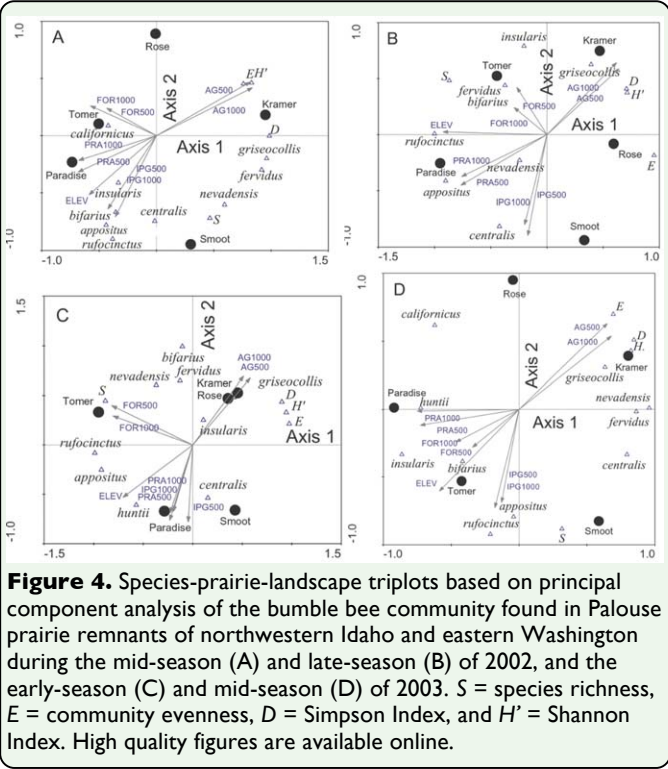 1.0
A
Rose
Axis 2
EH'
AG500
FOR1000
FOR500
AG1000
Kramer
Tomer
californicus
D
Axis 1
PRA1000
griseocollis
PRA500
IPG500
Paradise
IPG1000
fervidus
insularis
ELEV
nevadensis
bifarius
centralis
S
appositus
rufocinctus
Smoot
-1.0
-1.0
1.5
1.0
B
insularis
Kramer
Axis 2
Tomer
griseocollis
S
fervidus
AG1000
D
bifarius
AG500
H'
FOR500
FOR1000
ELEV
Axis 1
rufocinctus
Rose
PRA1000
nevadensis
E
Paradise
PRA500
appositus
IPG500
IPG1000
centralis
Smoot
-1.0
-1.5
1.0
1.5
C
Axis 2
bifarius
AG1000
fervidus
AG500
nevadensis
Kramer
griseocollis
S
Rose
D
Tomer
FOR500
H'
FOR1000
insularis
E
Axis 1
rufocinctus
appositus
PRA1000
centralis
ELEV
IPG1000
PRA500
IPG500
huntii
Paradise
Smoot
-1.0
-1.5
1.0
1.0
D
Rose
californicus
E
AG500
Axis 2
AG1000
D
H.
Kramer
griseocollis
Paradise
huntii
nevadensis
PRA1000
Axis 1
fervidus
PRA500
FOR1000
insularis
FOR500
centralis
bifarius
IPG500
ELEV
Tomer
IPG1000
appositus
rufocinctus
Smoot
S
-1.0
1.0
Figure 4. Species-prairie-landscape triplots based on principal
component analysis of the bumble bee community found in Palouse
prairie remnants of northwestern Idaho and eastern Washington
during the mid-season (A) and late-season (B) of 2002, and the
early-season (C) and mid-season (D) of 2003. S = species richness,
E = community evenness, D = Simpson Index, and H' = Shannon
Index. High quality figures are available online.